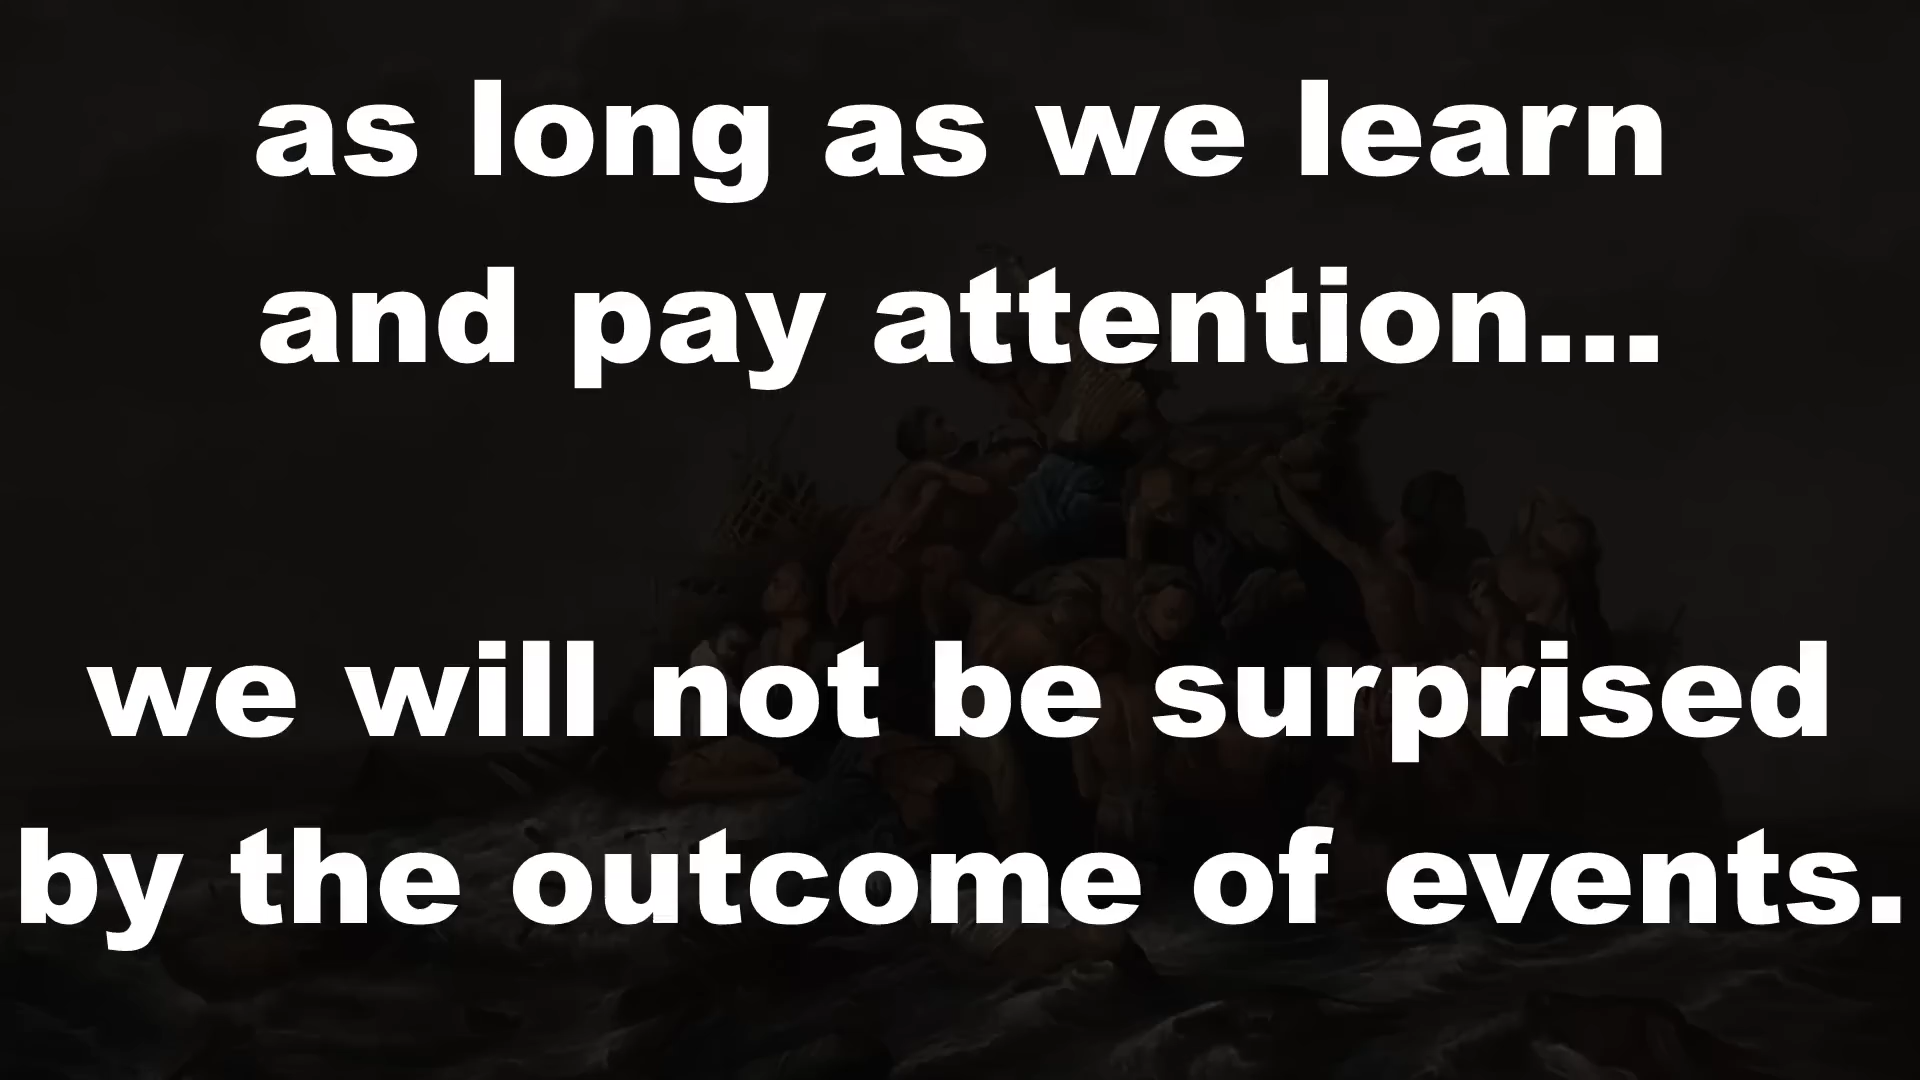 as long as we learn
and pay attention...
we will not be surprised
by the outcome of events.